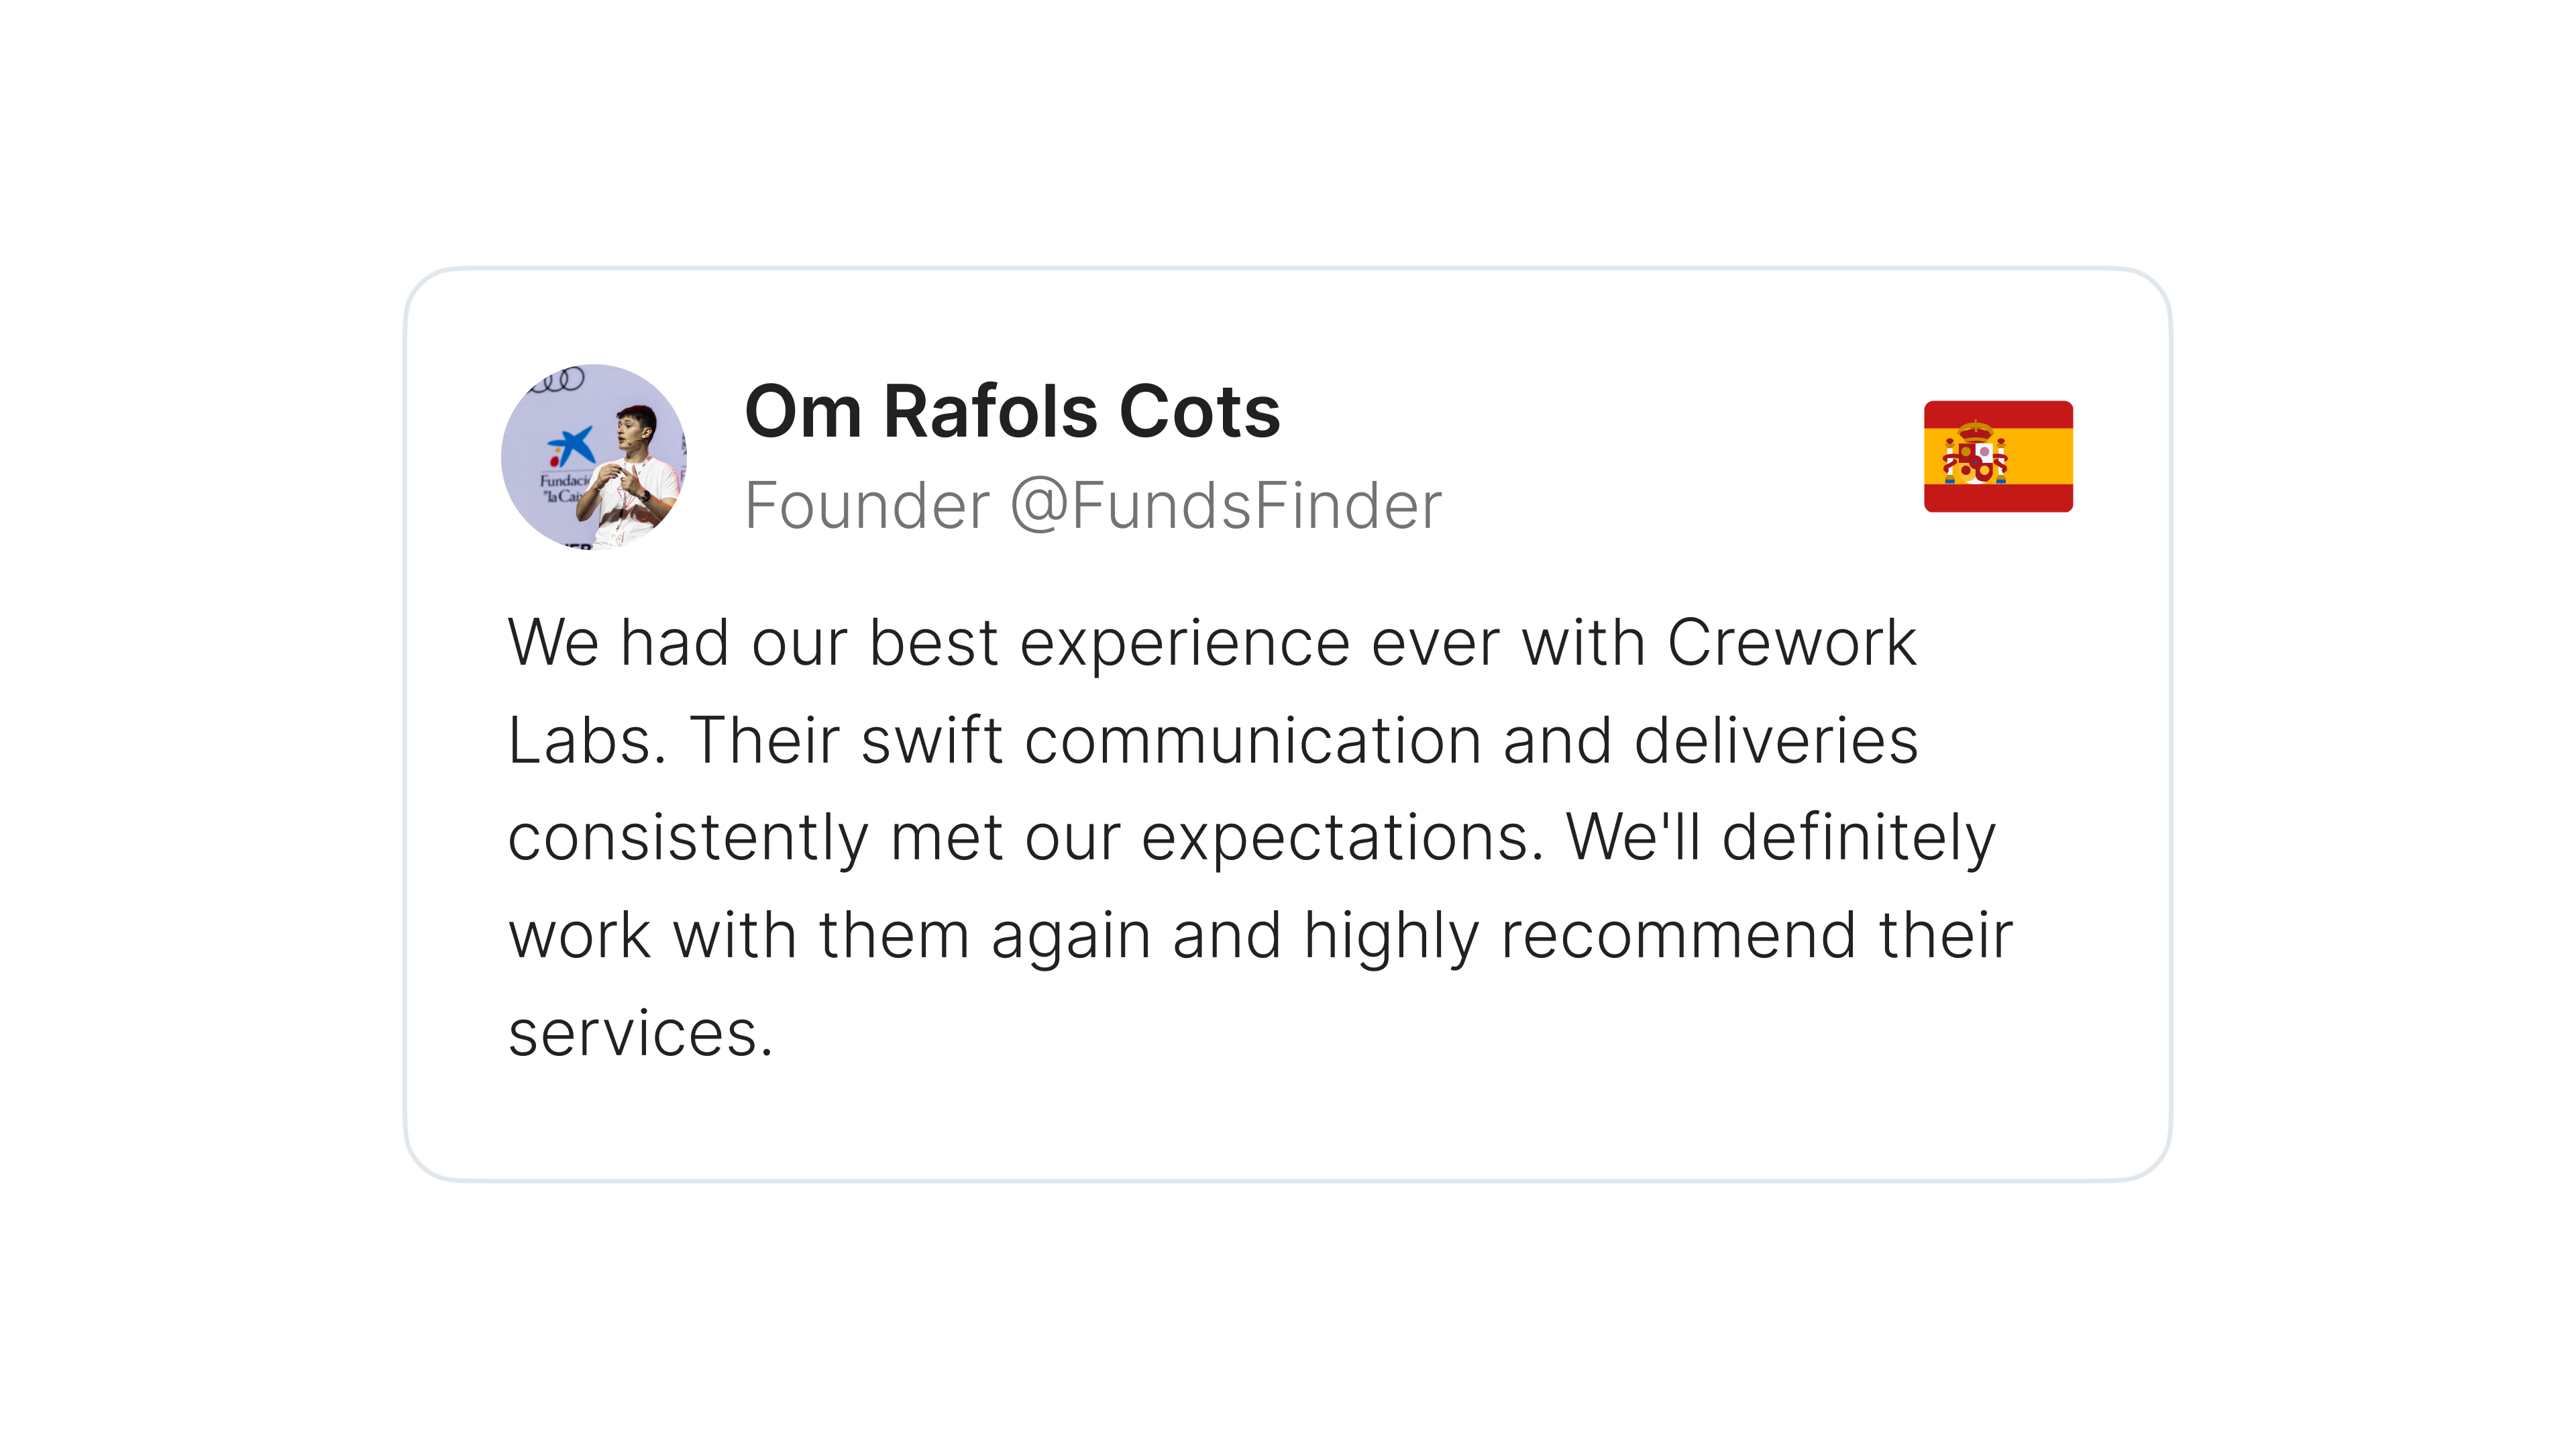 Om Rafols Cots
Founder @FundsFinder
Fundaci
"la Cai
We had our best experience ever with Crework
Labs. Their swift communication and deliveries
consistently met our expectations. We'll definitely
work with them again and highly recommend their
services.